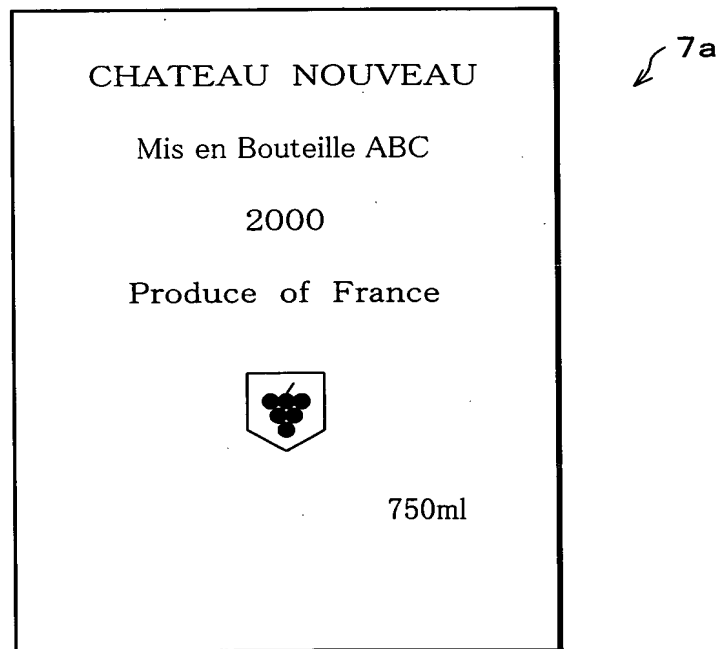 CHATEAU NOUVEAU
7a
Mis en Bouteille ABC
2000
Produce of France
750ml